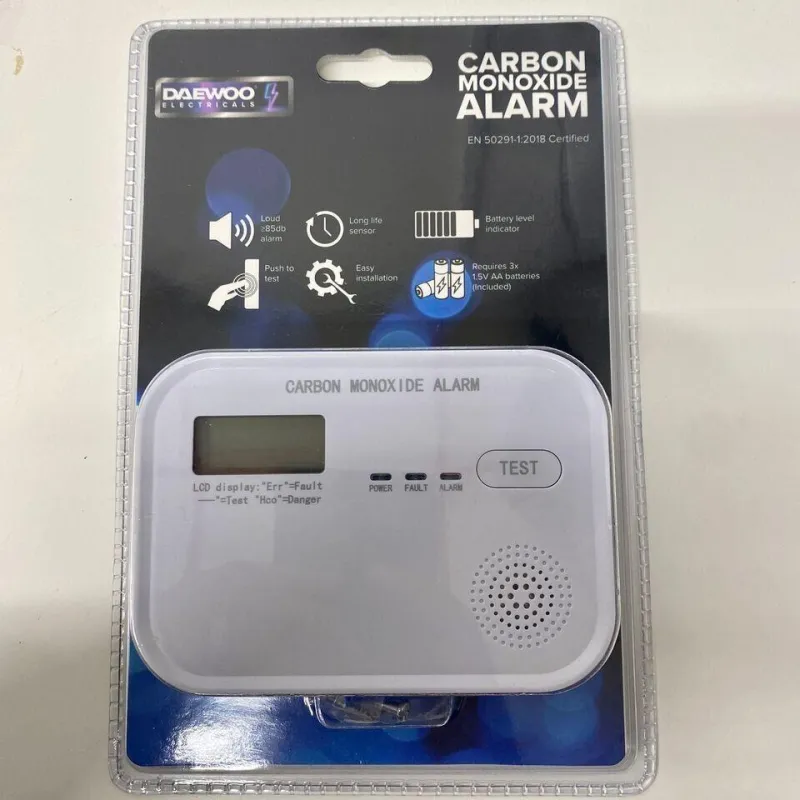 DAEWOO
ELECTRICALS
CARBON
MONOXIDE
ALARM
EN 50291-1:2018 Certified
Loud
≥85db
alarm
Long life
sensor
Battery level
indicator
Push to
test
Easy
installation
Requires 3x
1.5V AA batteries
(Included)
CARBON MONOXIDE ALARM
LCD display:"Err"=Fault
—"=Test "Hco"=Danger
POWER FAULT ALARM
TEST